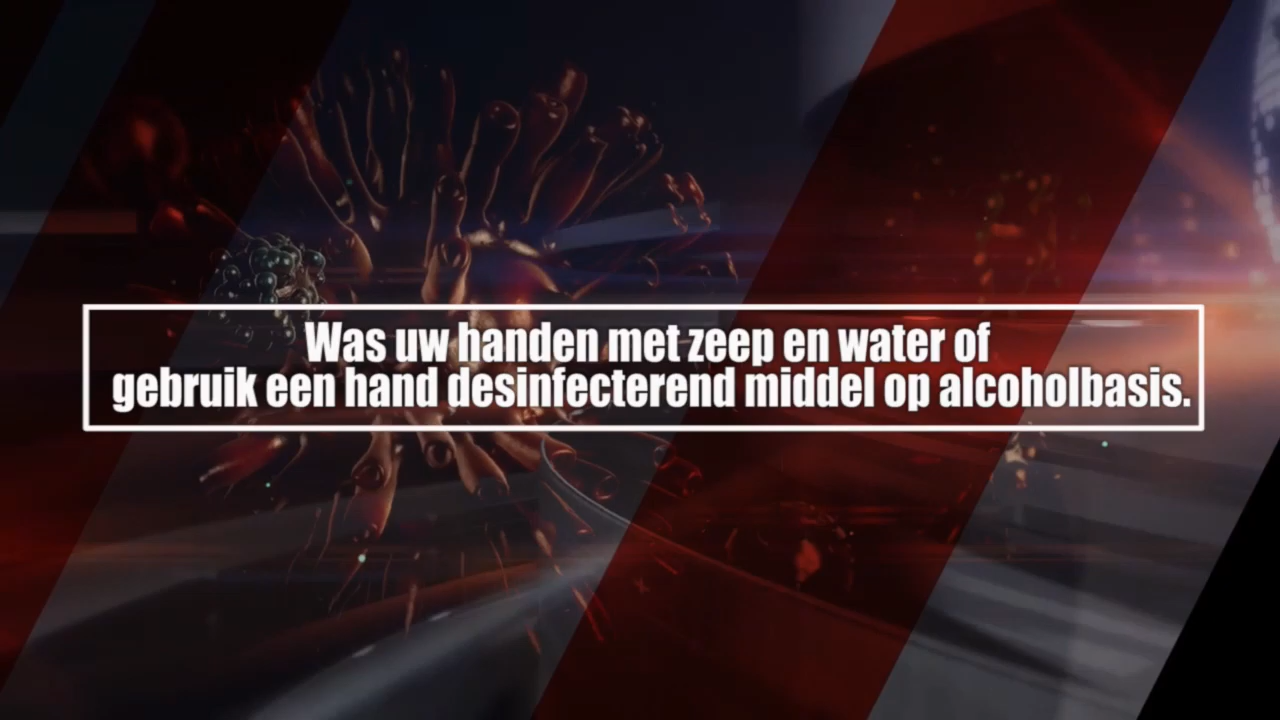 Was uw handen met zeep en water of
gebruik een hand desinfecterend middel op alcoholbasis.